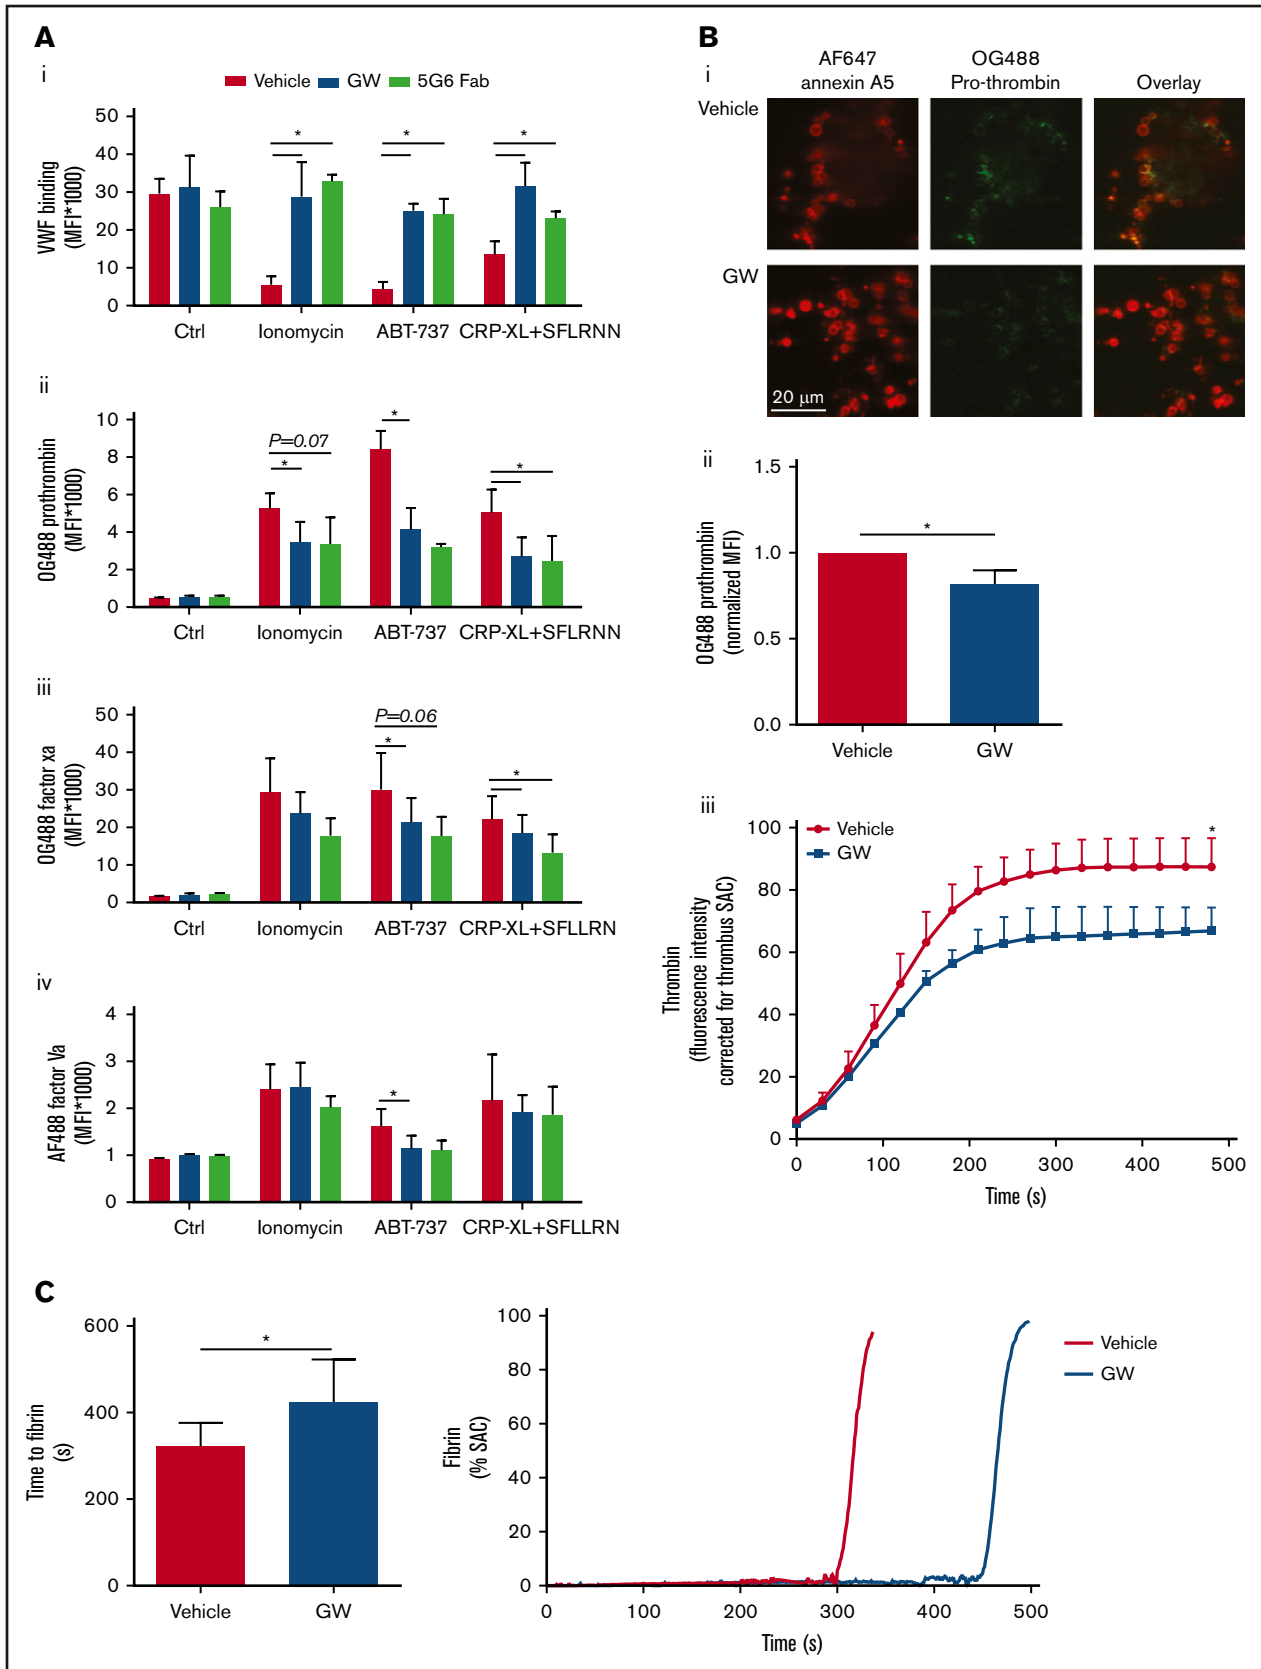 A
i
Vehicle GW 5G6 Fab
VWF binding
(MFI*1000)
50
40
30
20
10
0
* * *
Ctrl Ionomycin ABT-737 CRP-XL+SFLRNN
ii
OG488 prothrombin
(MFI*1000)
10
8
6
4
2
0
P=0.07
* * *
Ctrl Ionomycin ABT-737 CRP-XL+SFLRNN
iii
OG488 factor xa
(MFI*1000)
50
40
30
20
10
0
P=0.06
* *
Ctrl Ionomycin ABT-737 CRP-XL+SFLLRN
iv
AF488 factor Va
(MFI*1000)
4
3
2
1
0
*
Ctrl Ionomycin ABT-737 CRP-XL+SFLLRN
B
i
AF647
annexin A5
OG488
Pro-thrombin
Overlay
Vehicle
GW
20 μm
ii
OG488 prothrombin
(normalized MFI)
1.5
1.0
0.5
0.0
*
Vehicle GW
iii
Thrombin
(fluorescence intensity
corrected for thrombus SAC)
100
80
60
40
20
0
Vehicle
GW
*
0 100 200 300 400 500
Time (s)
C
Time to fibrin
(s)
600
400
200
0
*
Vehicle GW
Fibrin
(% SAC)
100
80
60
40
20
0
0 100 200 300 400 500
Time (s)
Vehicle
GW